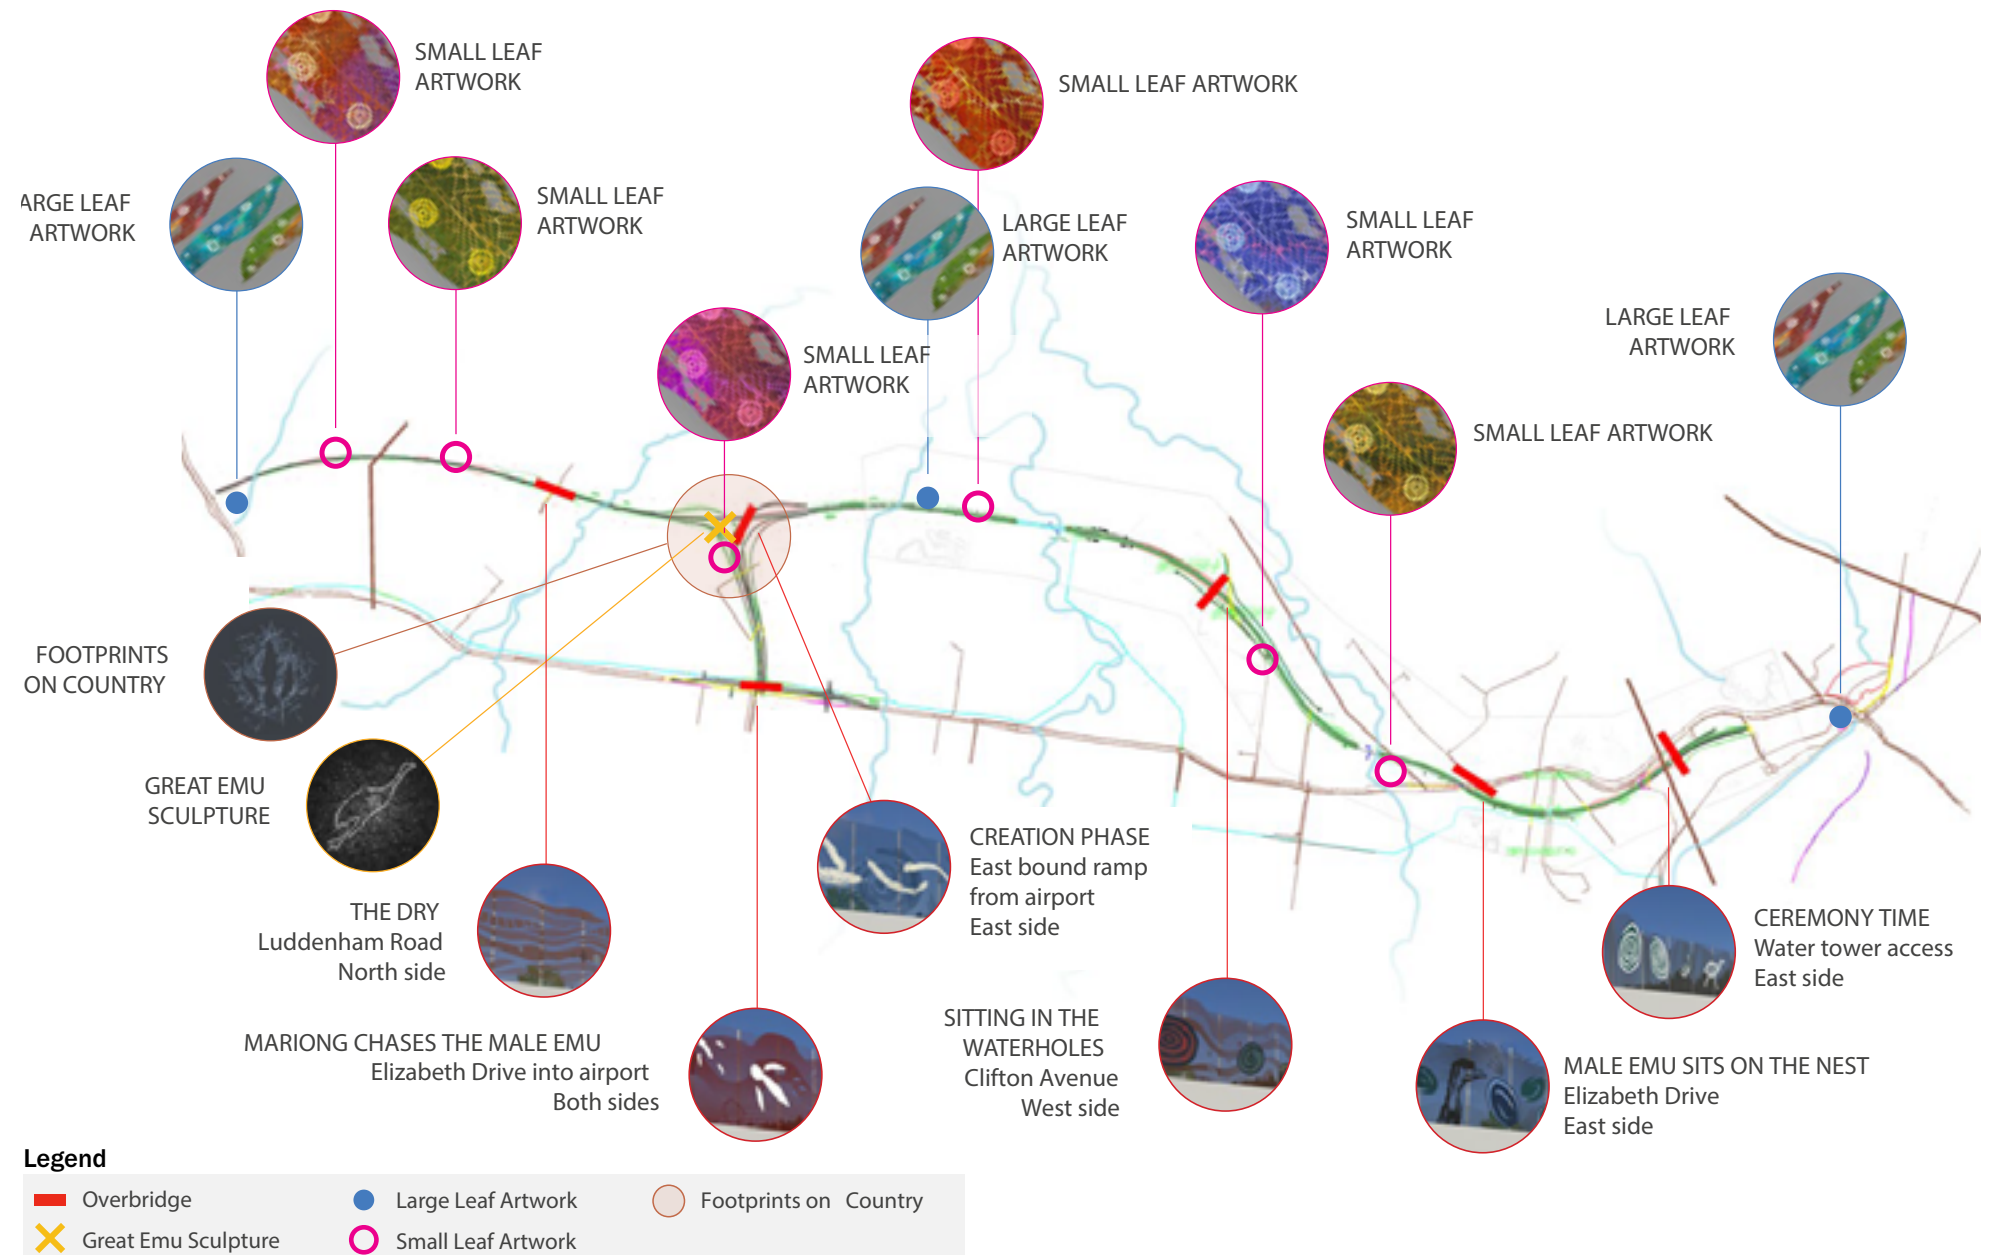 SMALL LEAF
ARTWORK
SMALL LEAF ARTWORK
ARGE LEAF
ARTWORK
SMALL LEAF
ARTWORK
LARGE LEAF
ARTWORK
SMALL LEAF
ARTWORK
LARGE LEAF
ARTWORK
SMALL LEAF
ARTWORK
SMALL LEAF ARTWORK
FOOTPRINTS
ON COUNTRY
GREAT EMU
SCULPTURE
CREATION PHASE
East bound ramp
from airport
East side
THE DRY
Luddenham Road
North side
CEREMONY TIME
Water tower access
East side
MARIONG CHASES THE MALE EMU
Elizabeth Drive into airport
Both sides
SITTING IN THE
WATERHOLES
Clifton Avenue
West side
MALE EMU SITS ON THE NEST
Elizabeth Drive
East side
Legend
Overbridge
Large Leaf Artwork
Footprints on Country
Great Emu Sculpture
Small Leaf Artwork